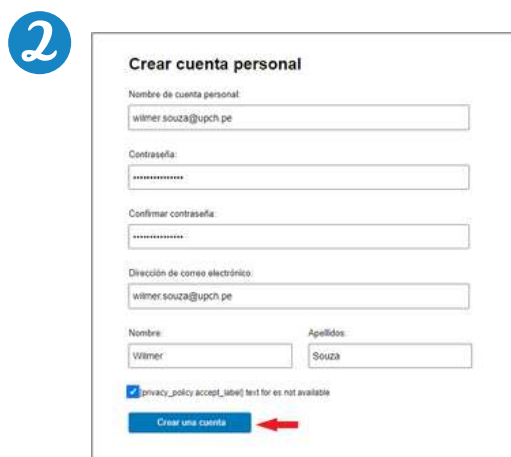 2
Crear cuenta personal
Nombre de cuenta personal:
wilmer.souza@upch.pe
Contraseña:
•••••••••••••••
Confirmar contraseña:
•••••••••••••••
Dirección de correo electrónico:
wilmer.souza@upch.pe
Nombre: Apellidos:
Wilmer Souza
[privacy_policy.accept_label] text for es not available
Crear una cuenta